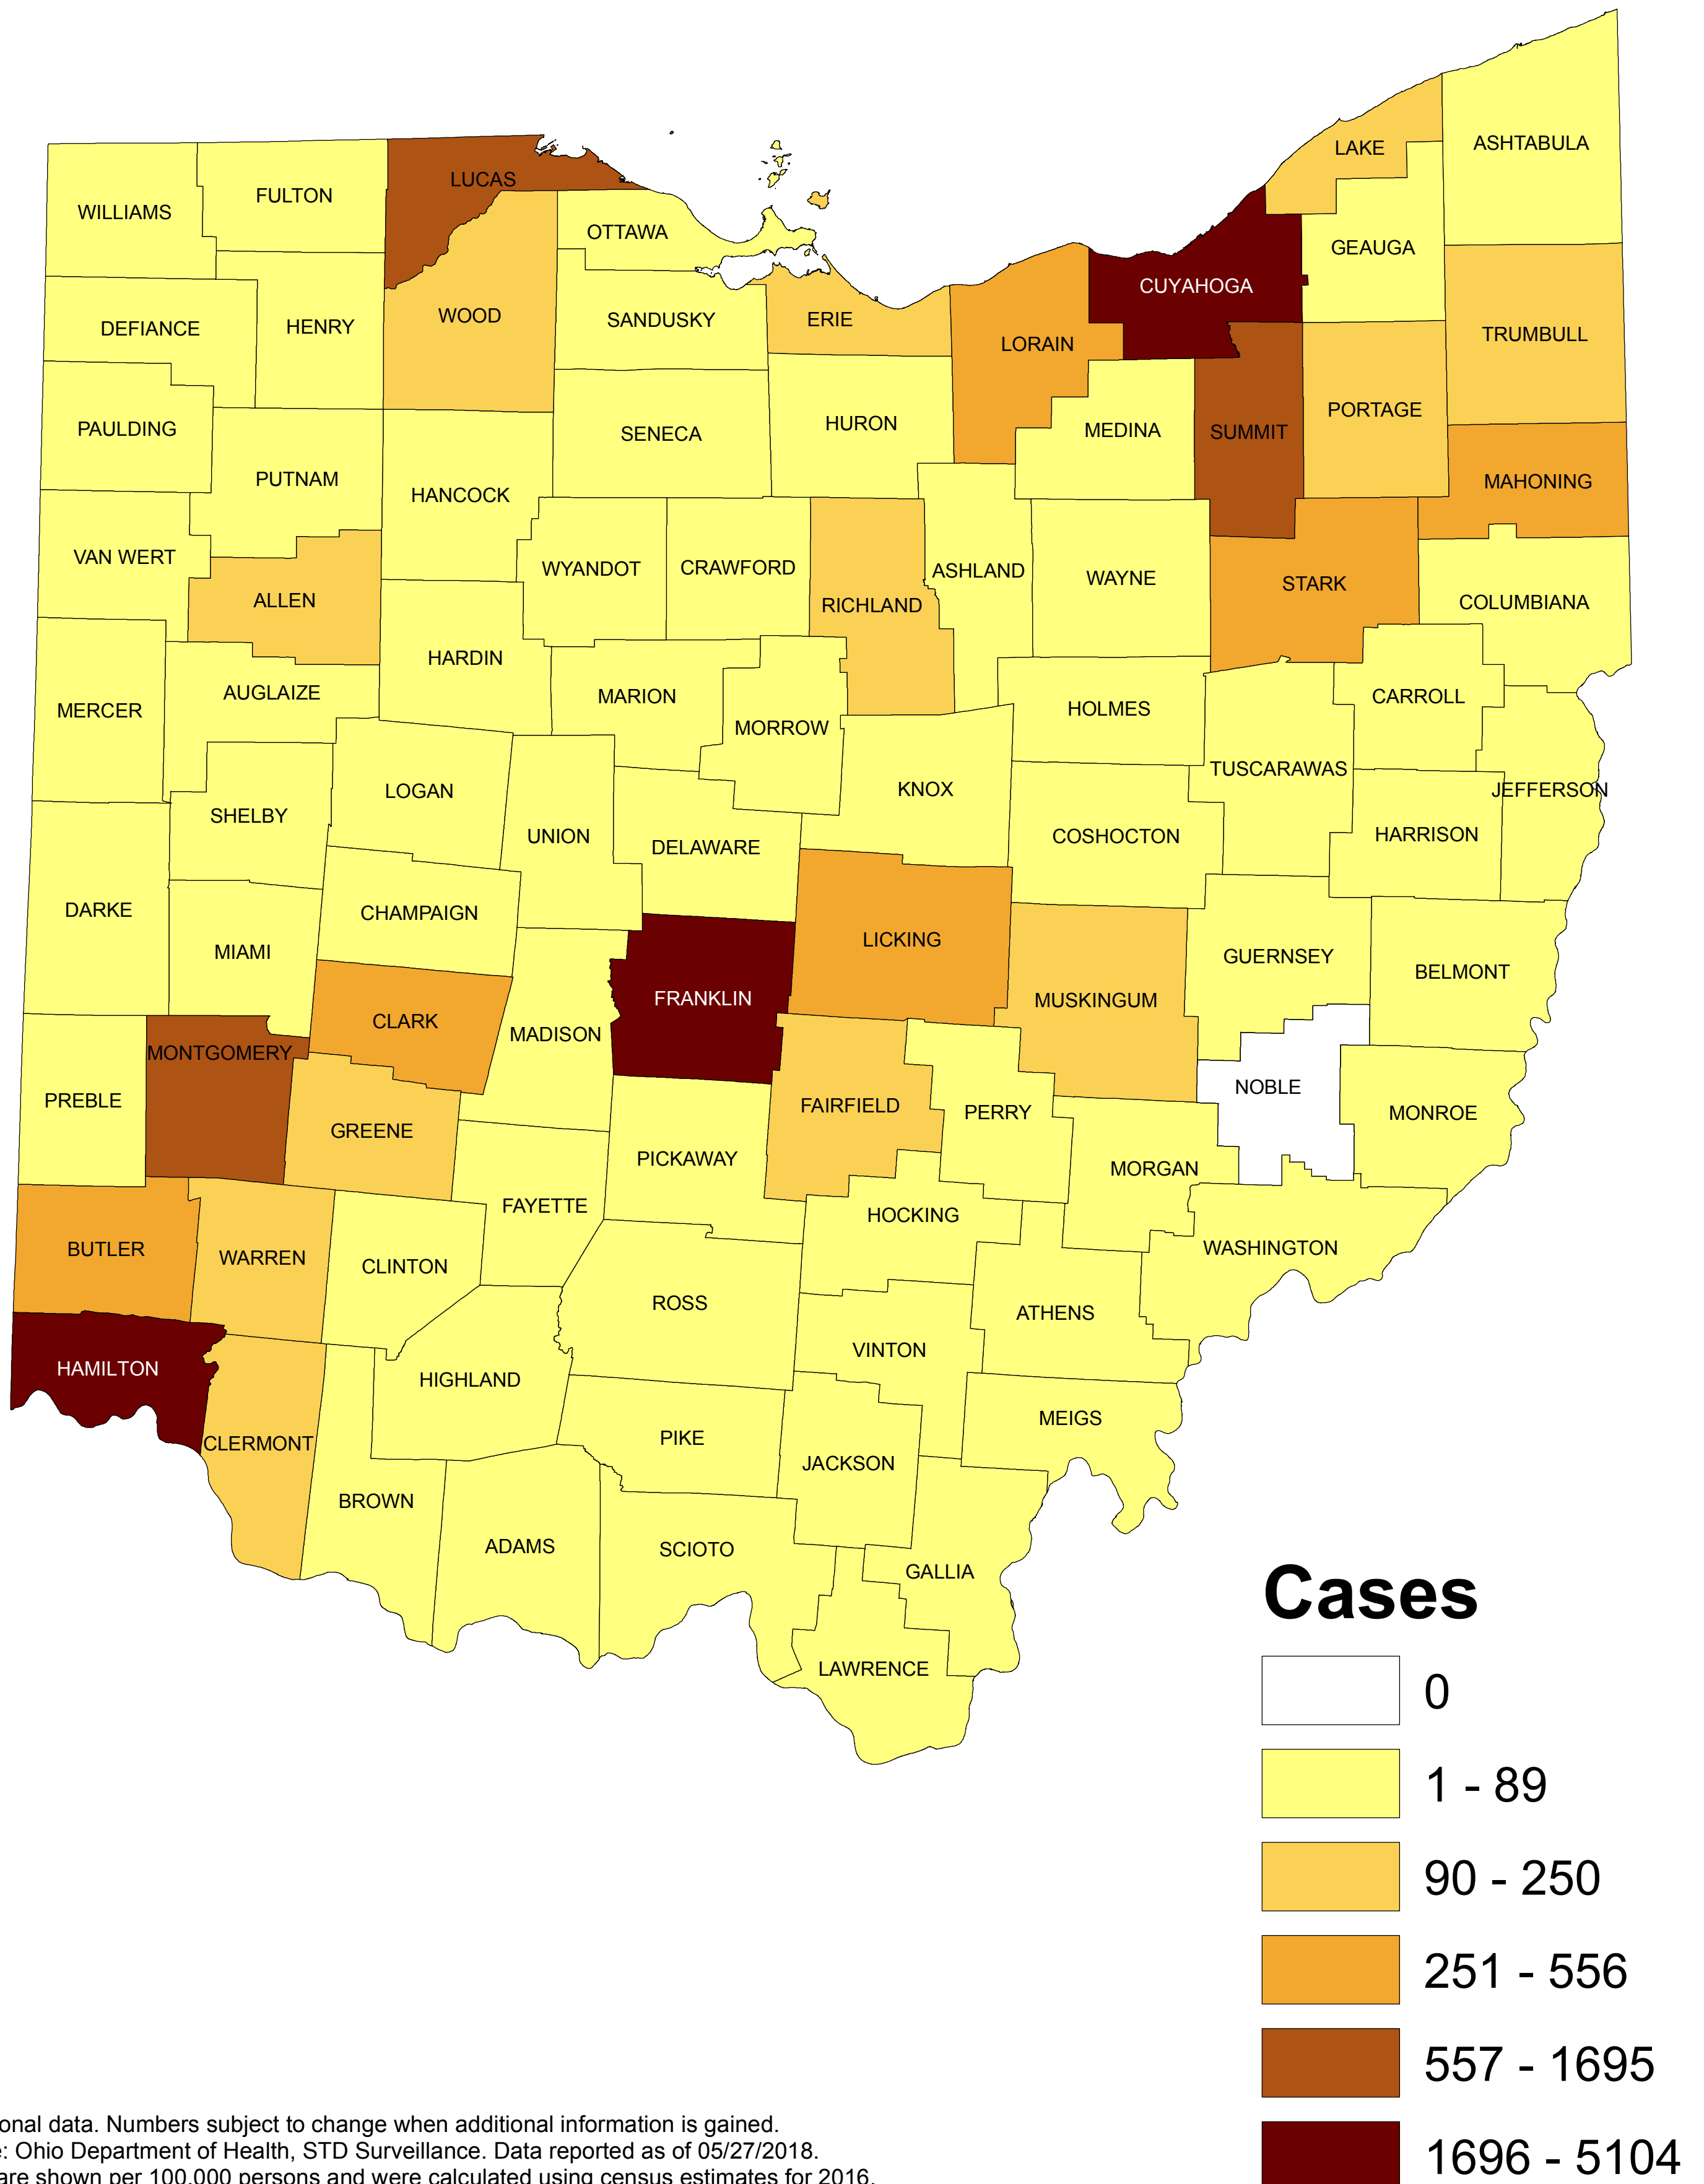 ASHTABULA
LAKE
LUCAS
FULTON
WILLIAMS
OTTAWA
GEAUGA
CUYAHOGA
WOOD
SANDUSKY
ERIE
DEFIANCE
HENRY
LORAIN
TRUMBULL
PORTAGE
HURON
PAULDING
SENECA
MEDINA
SUMMIT
PUTNAM
HANCOCK
MAHONING
VAN WERT
WYANDOT
CRAWFORD
ASHLAND
WAYNE
STARK
ALLEN
RICHLAND
COLUMBIANA
HARDIN
AUGLAIZE
MARION
CARROLL
MERCER
HOLMES
MORROW
TUSCARAWAS
LOGAN
KNOX
JEFFERSON
SHELBY
UNION
COSHOCTON
HARRISON
DELAWARE
DARKE
CHAMPAIGN
LICKING
MIAMI
GUERNSEY
BELMONT
FRANKLIN
MUSKINGUM
CLARK
MADISON
MONTGOMERY
NOBLE
PREBLE
FAIRFIELD
PERRY
MONROE
GREENE
PICKAWAY
MORGAN
FAYETTE
HOCKING
BUTLER
WASHINGTON
WARREN
CLINTON
ROSS
ATHENS
VINTON
HAMILTON
HIGHLAND
MEIGS
CLERMONT
PIKE
JACKSON
BROWN
ADAMS
SCIOTO
GALLIA
LAWRENCE
Cases
0
1 - 89
90 - 250
251 - 556
557 - 1695
1696 - 5104
onal data. Numbers subject to change when additional information is gained.
: Ohio Department of Health, STD Surveillance. Data reported as of 05/27/2018.
are shown per 100,000 persons and were calculated using census estimates for 2016.